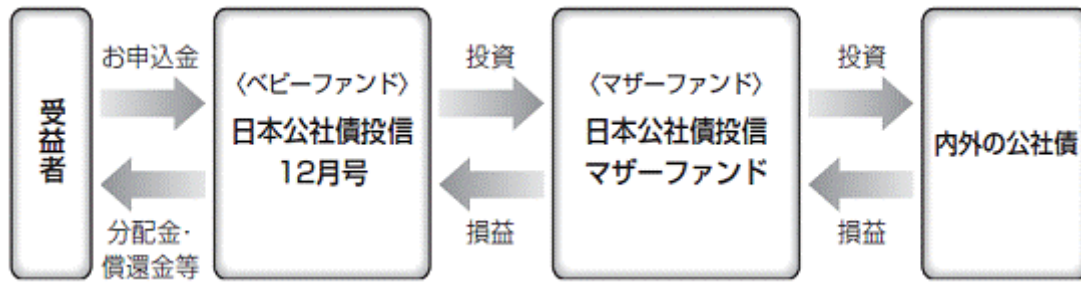 受益者
お申込金
分配金・
償還金等
〈ベビーファンド〉
日本公社債投信
12月号
投資
損益
〈マザーファンド〉
日本公社債投信
マザーファンド
投資
損益
内外の公社債